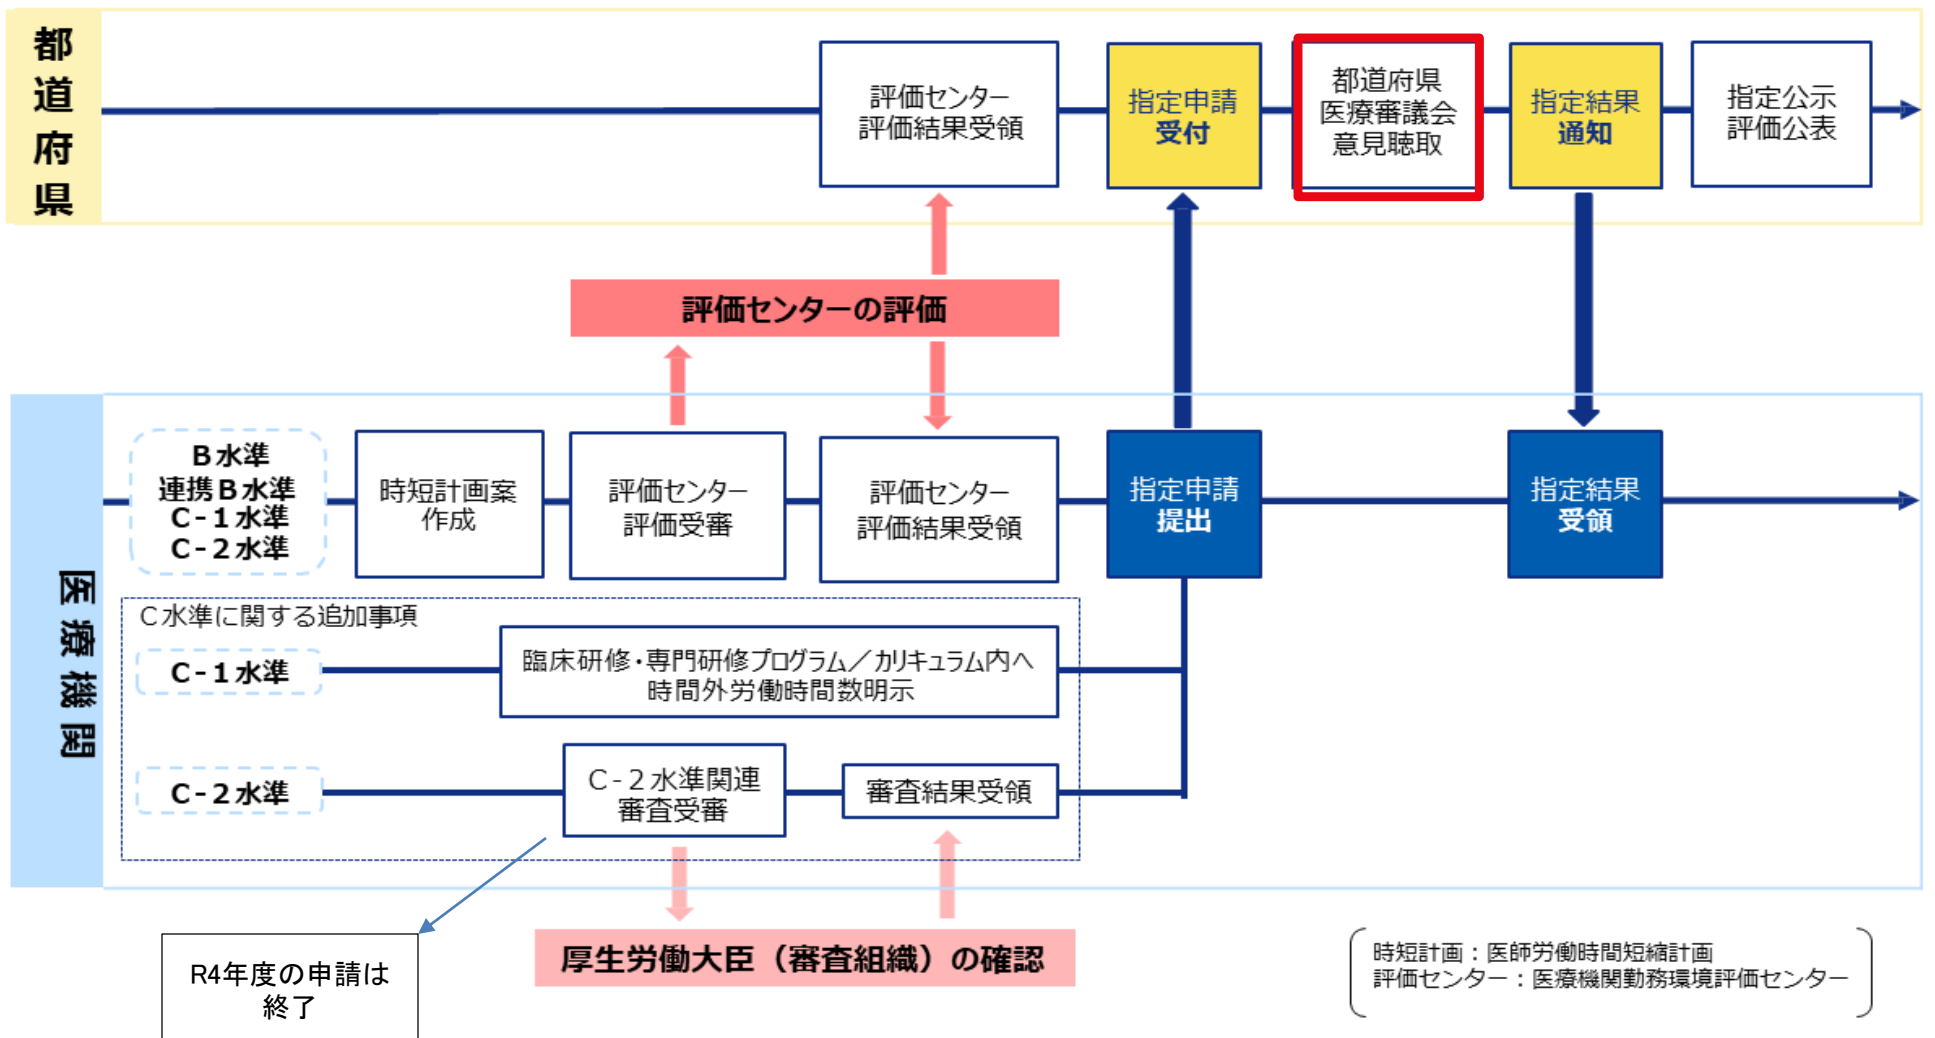 都道府県
評価センター
評価結果受領
指定申請
受付
都道府県
医療審議会
意見聴取
指定結果
通知
指定公示
評価公表
評価センターの評価
医療機関
B水準
連携B水準
C-1水準
C-2水準
時短計画案
作成
評価センター
評価受審
評価センター
評価結果受領
指定申請
提出
指定結果
受領
C水準に関する追加事項
C-1水準
臨床研修・専門研修プログラム／カリキュラム内へ
時間外労働時間数明示
C-2水準
C-2水準関連
審査受審
審査結果受領
R4年度の申請は
終了
厚生労働大臣（審査組織）の確認
時短計画：医師労働時間短縮計画
評価センター：医療機関勤務環境評価センター